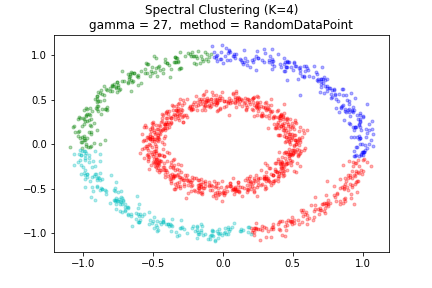 Spectral Clustering (K=4)
gamma = 27,  method = RandomDataPoint
1.0
0.5
0.0
−0.5
−1.0
−1.0 −0.5 0.0 0.5 1.0